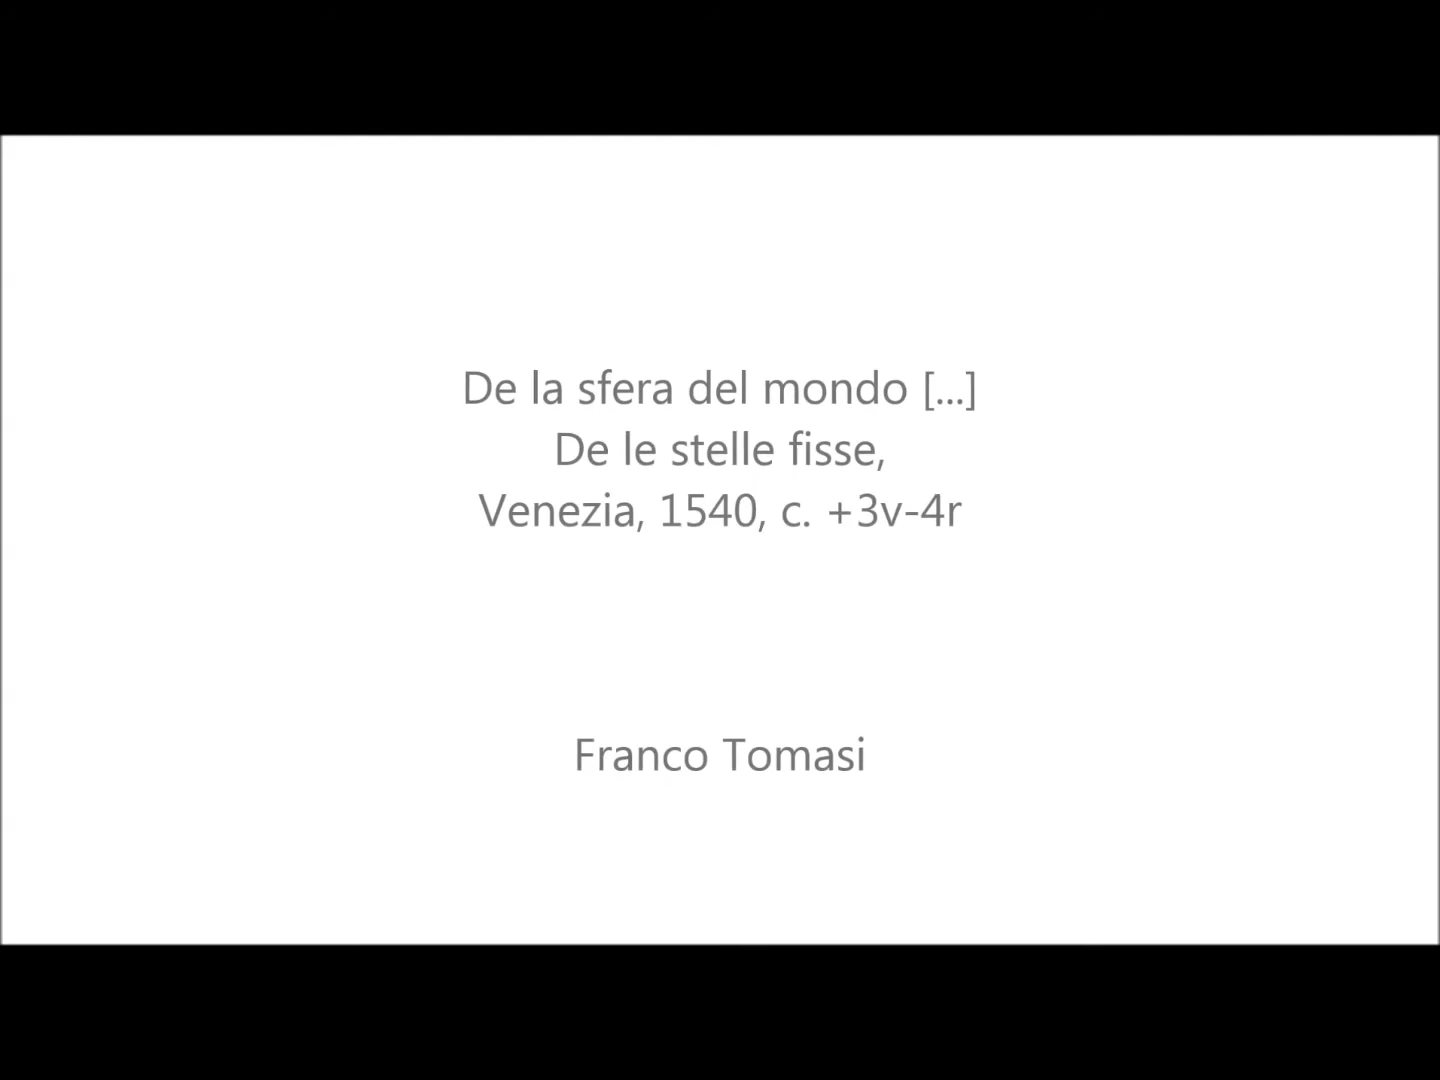 De la sfera del mondo [...]
De le stelle fisse,
Venezia, 1540, c. +3v-4r
Franco Tomasi